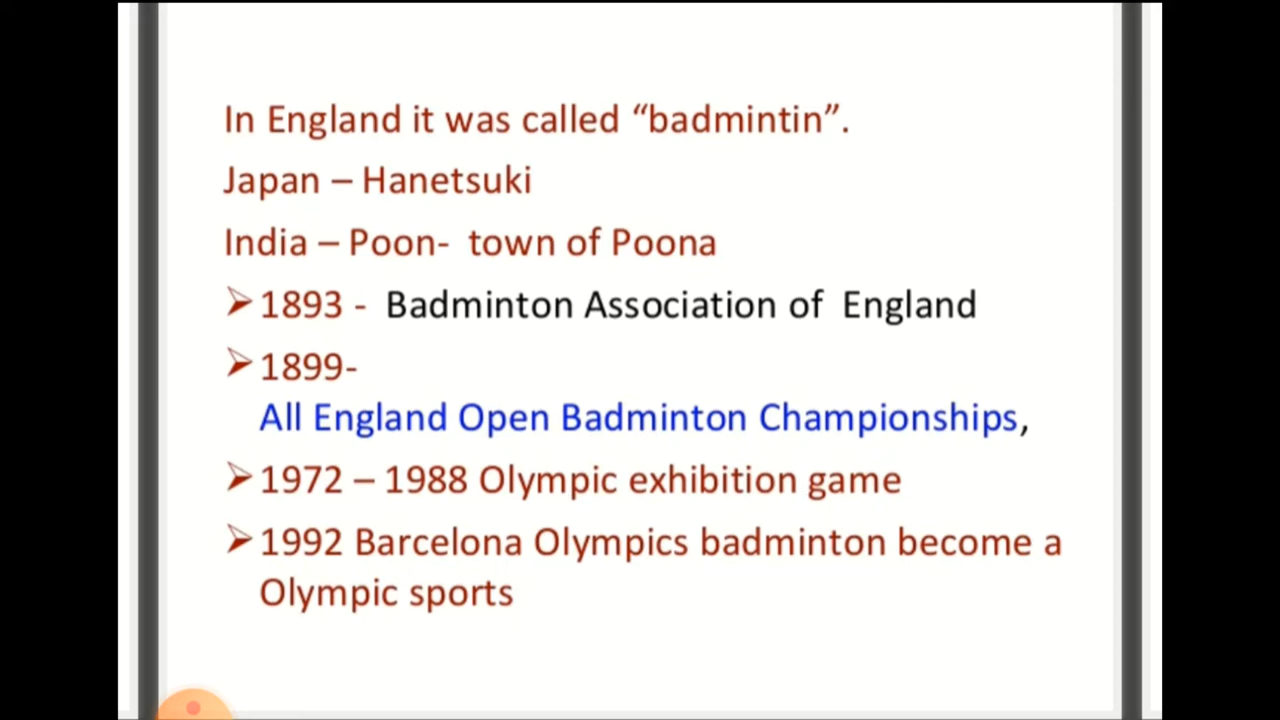 In England it was called “badmintin”.
Japan – Hanetsuki
India – Poon- town of Poona
➢1893 - Badminton Association of England
➢1899-
All England Open Badminton Championships,
➢1972 – 1988 Olympic exhibition game
➢1992 Barcelona Olympics badminton become a
Olympic sports